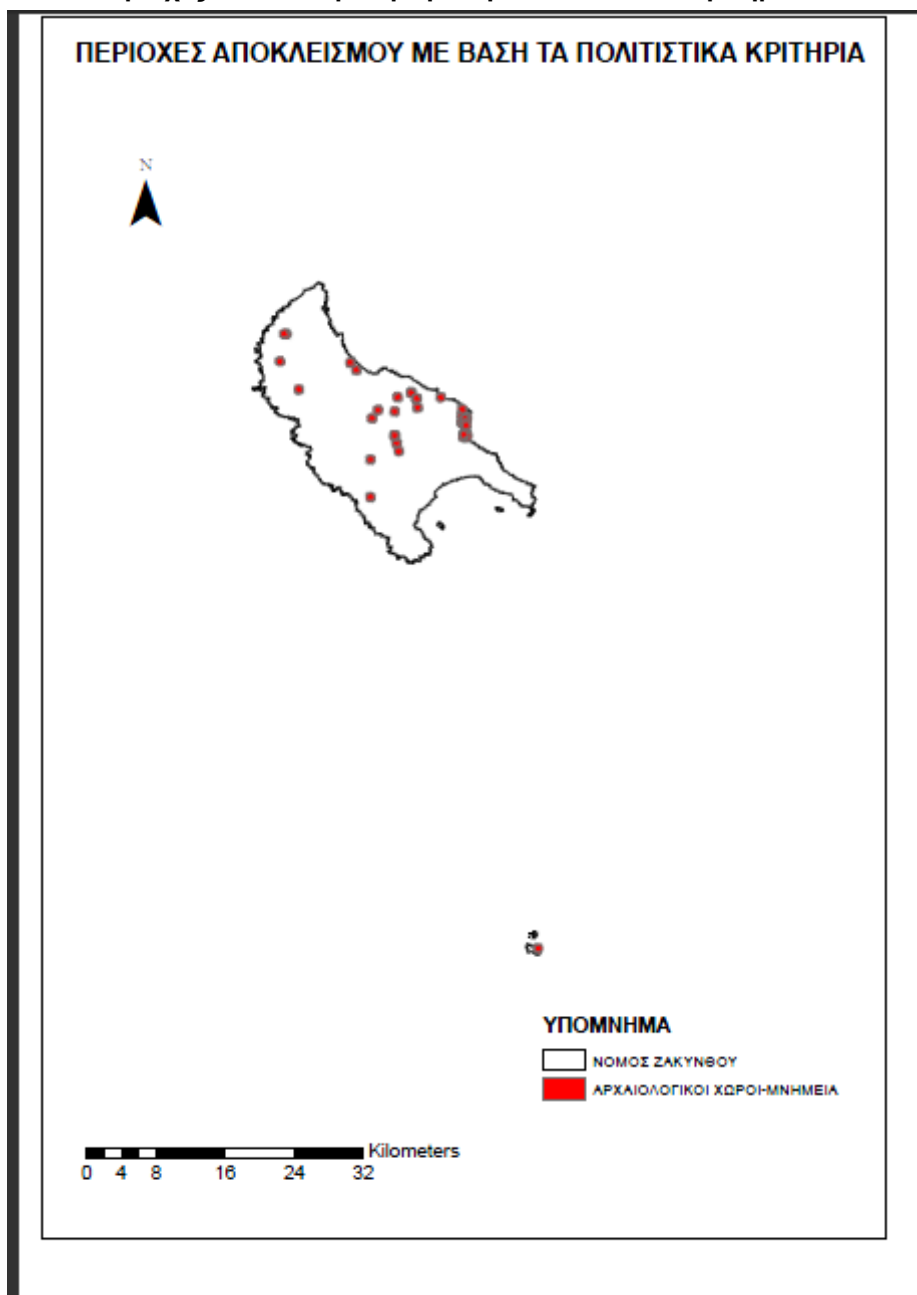 ΠΕΡΙΟΧΕΣ ΑΠΟΚΛΕΙΣΜΟΥ ΜΕ ΒΑΣΗ ΤΑ ΠΟΛΙΤΙΣΤΙΚΑ ΚΡΙΤΗΡΙΑ
N
ΥΠΟΜΝΗΜΑ
ΝΟΜΟΣ ΖΑΚΥΝΘΟΥ
ΑΡΧΑΙΟΛΟΓΙΚΟΙ ΧΩΡΟΙ-ΜΝΗΜΕΙΑ
Kilometers
0 4 8 16 24 32